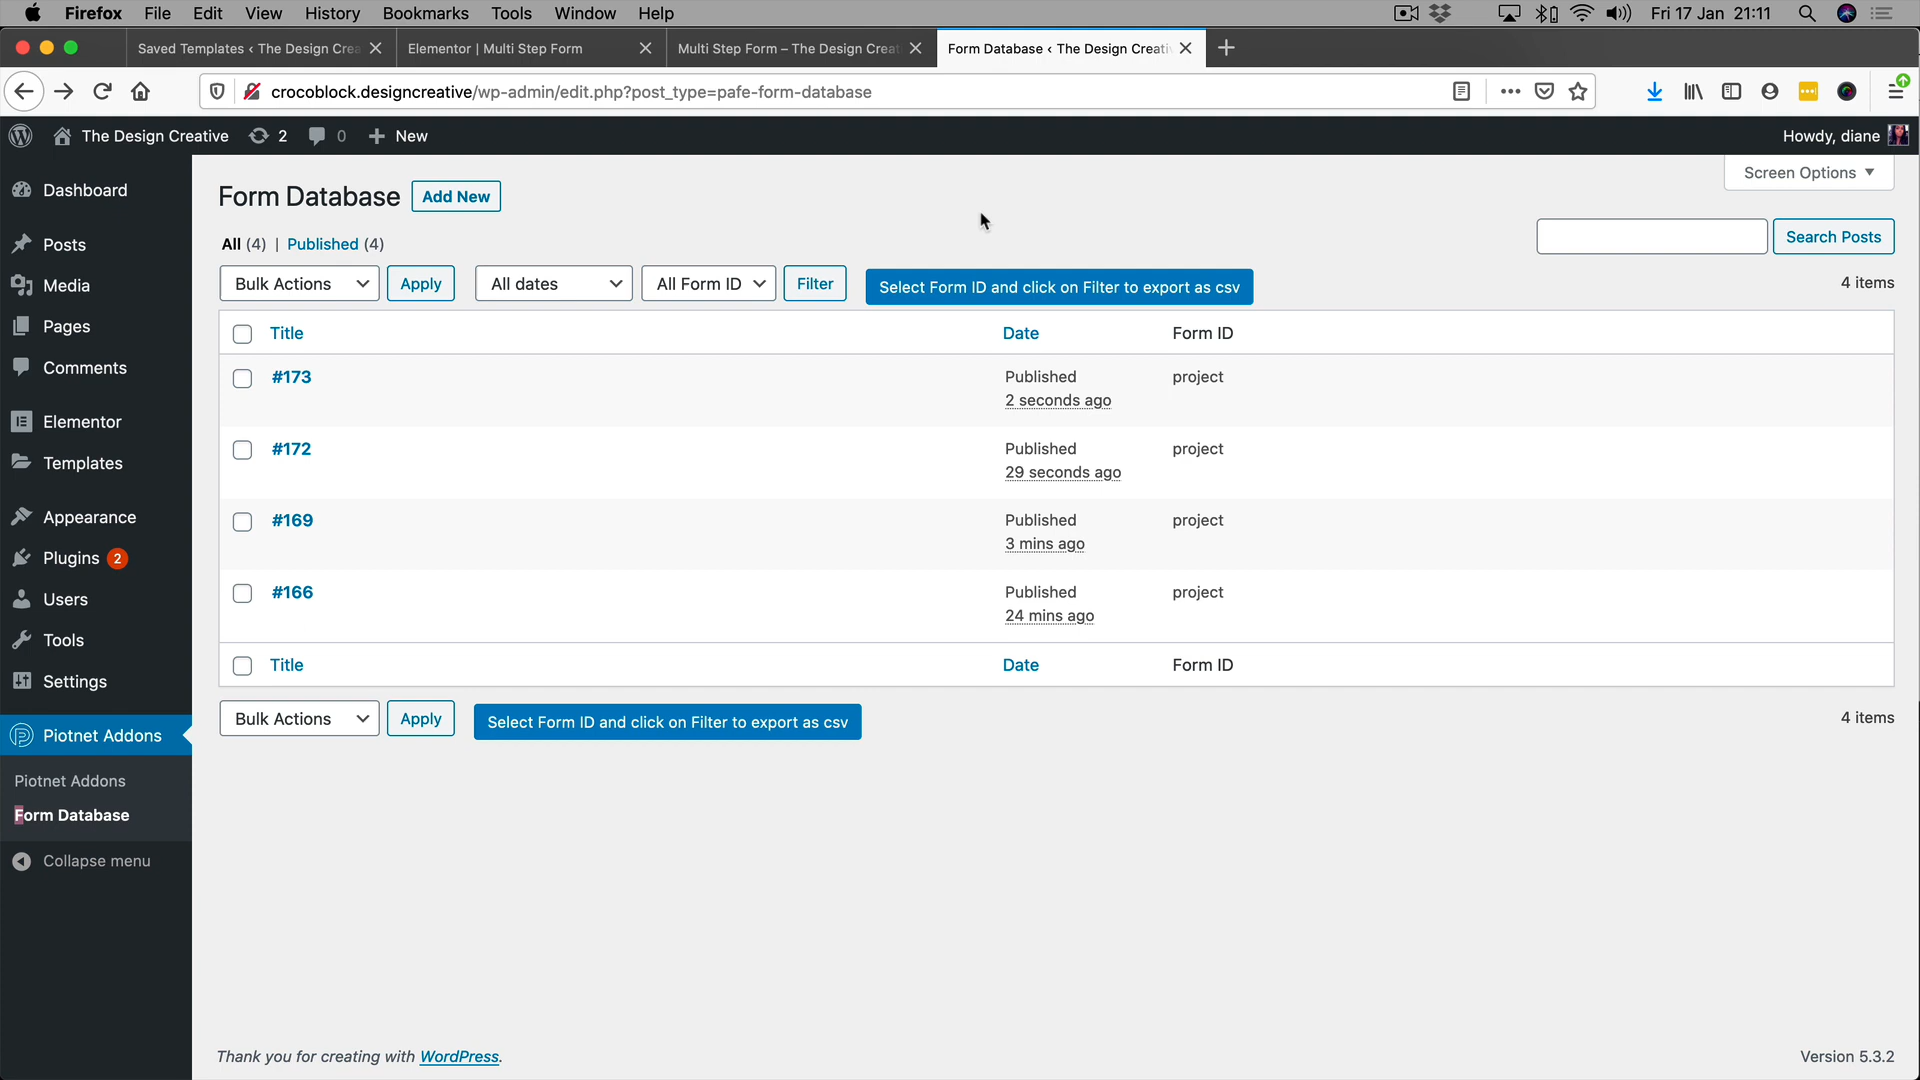 Firefox File Edit View History Bookmarks Tools Window Help Fri 17 Jan 21:11
Saved Templates ‹ The Design Crea Elementor | Multi Step Form Multi Step Form – The Design Creat Form Database ‹ The Design Creati
crocoblock.designcreative/wp-admin/edit.php?post_type=pafe-form-database
The Design Creative 2 0 + New Howdy, diane
Screen Options
Form Database Add New
All (4) | Published (4)
Search Posts
Bulk Actions Apply All dates All Form ID Filter Select Form ID and click on Filter to export as csv 4 items
Title Date Form ID
#173 Published project
2 seconds ago
#172 Published project
29 seconds ago
#169 Published project
3 mins ago
#166 Published project
24 mins ago
Title Date Form ID
Bulk Actions Apply Select Form ID and click on Filter to export as csv 4 items
Dashboard
Posts
Media
Pages
Comments
Elementor
Templates
Appearance
Plugins 2
Users
Tools
Settings
Piotnet Addons
Piotnet Addons
Form Database
Collapse menu
Thank you for creating with WordPress. Version 5.3.2